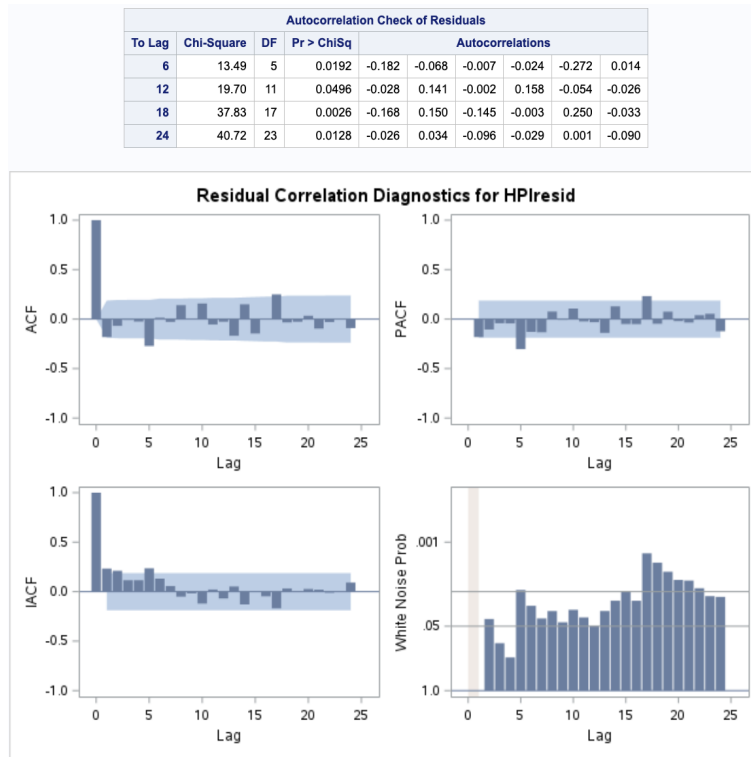 Autocorrelation Check of Residuals
To Lag Chi-Square DF Pr > ChiSq Autocorrelations
6 13.49 5 0.0192 -0.182 -0.068 -0.007 -0.024 -0.272 0.014
12 19.70 11 0.0496 -0.028 0.141 -0.002 0.158 -0.054 -0.026
18 37.83 17 0.0026 -0.168 0.150 -0.145 -0.003 0.250 -0.033
24 40.72 23 0.0128 -0.026 0.034 -0.096 -0.029 0.001 -0.090
Residual Correlation Diagnostics for HPIresid
1.0
0.5
0.0
-0.5
-1.0
ACF
0 5 10 15 20 25
Lag
1.0
0.5
0.0
-0.5
-1.0
PACF
0 5 10 15 20 25
Lag
1.0
0.5
0.0
-0.5
-1.0
IACF
0 5 10 15 20 25
Lag
.001
.05
1.0
White Noise Prob
0 5 10 15 20 25
Lag